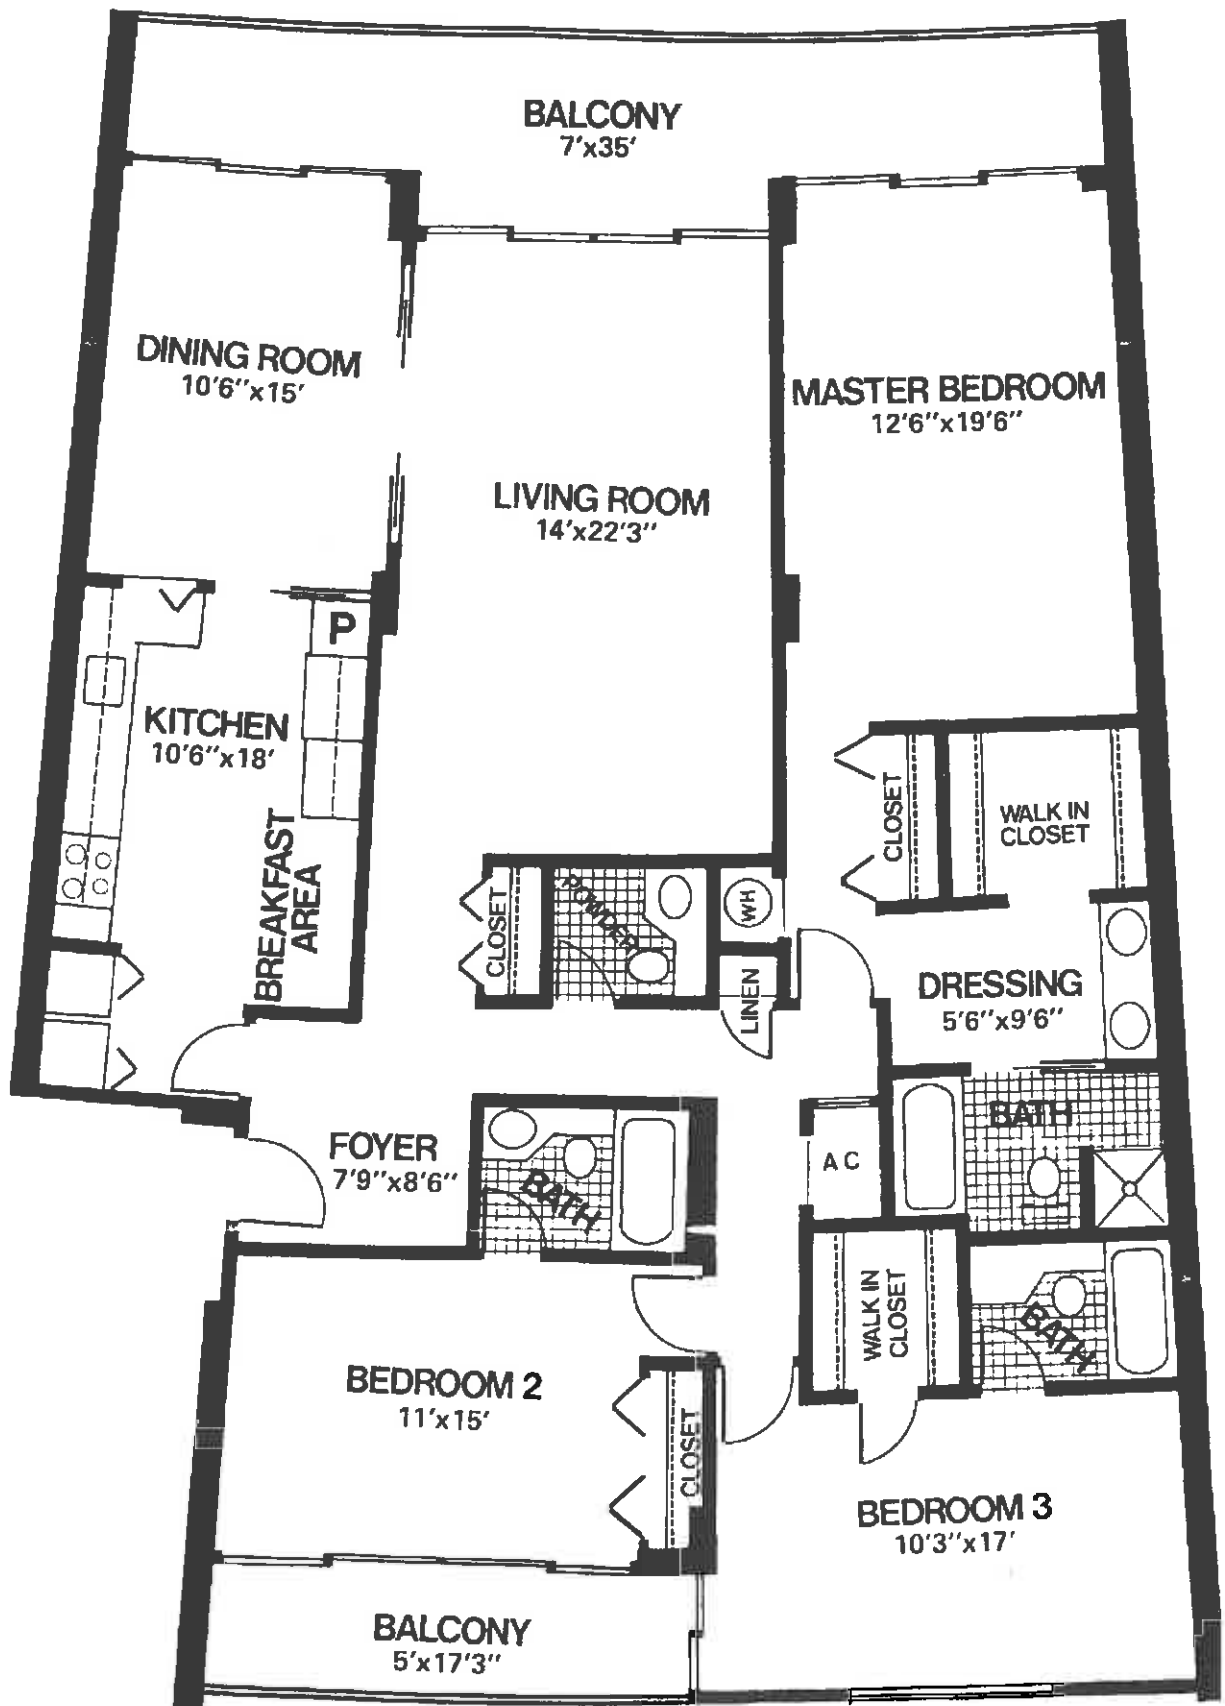 BALCONY
7'x35'
DINING ROOM
10'6"x15'
MASTER BEDROOM
12'6"x19'6"
LIVING ROOM
14'x22'3"
P
KITCHEN
10'6"x18'
BREAKFAST
AREA
CLOSET
WALK IN
CLOSET
CLOSET
POWDER
WH
LINEN
DRESSING
5'6"x9'6"
BATH
FOYER
7'9"x8'6"
BATH
A C
WALK IN
CLOSET
BATH
BEDROOM 2
11'x15'
CLOSET
BEDROOM 3
10'3"x17'
BALCONY
5'x17'3"